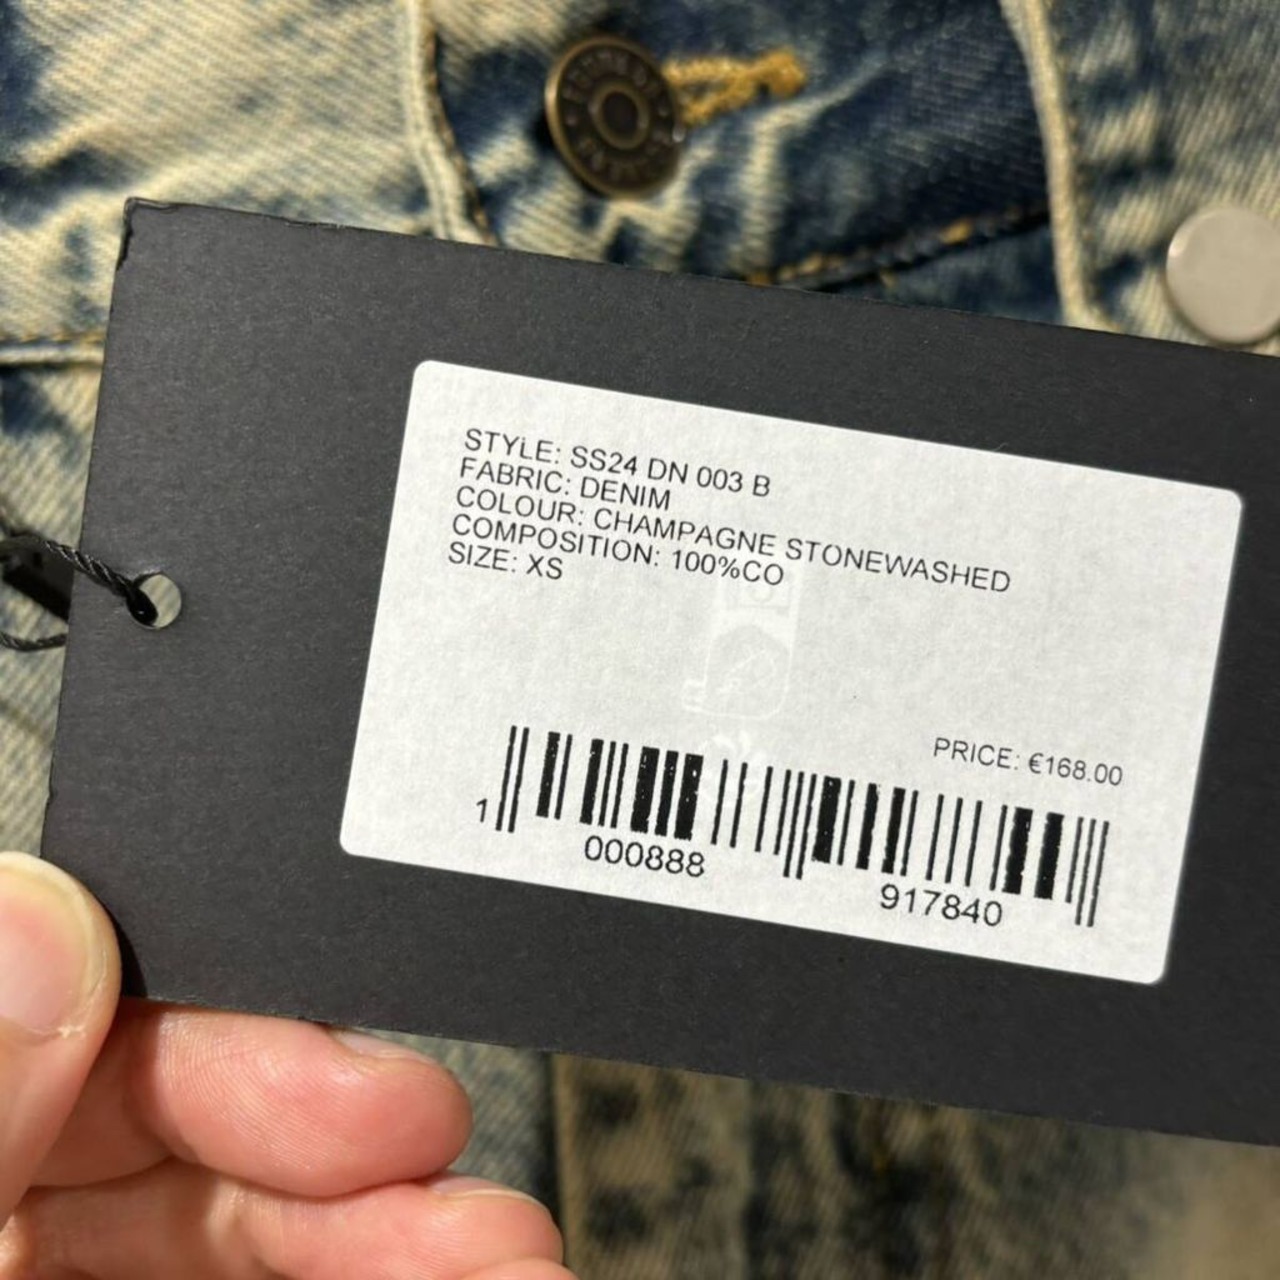 STYLE: SS24 DN 003 B
FABRIC: DENIM
COLOUR: CHAMPAGNE STONEWASHED
COMPOSITION: 100%CO
SIZE: XS
PRICE: €168.00
1 000888 917840